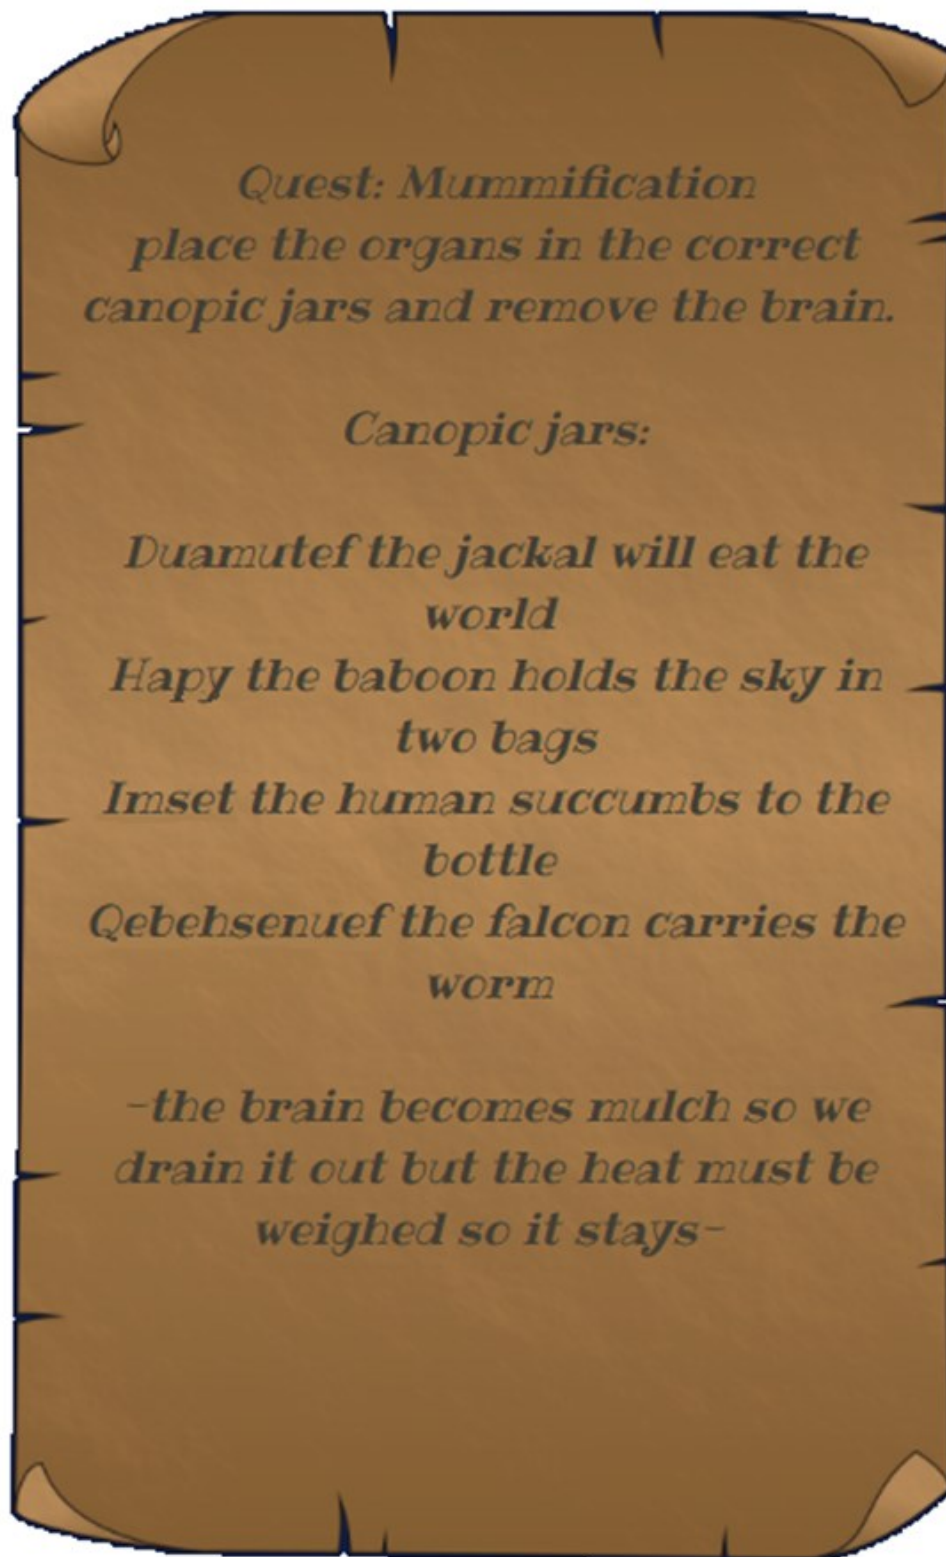 Quest: Mummification
place the organs in the correct
canopic jars and remove the brain.
Canopic jars:
Duamutef the jackal will eat the
world
Hapy the baboon holds the sky in
two bags
Imset the human succumbs to the
bottle
Qebehsenuef the falcon carries the
worm
-the brain becomes mulch so we
drain it out but the heat must be
weighed so it stays-